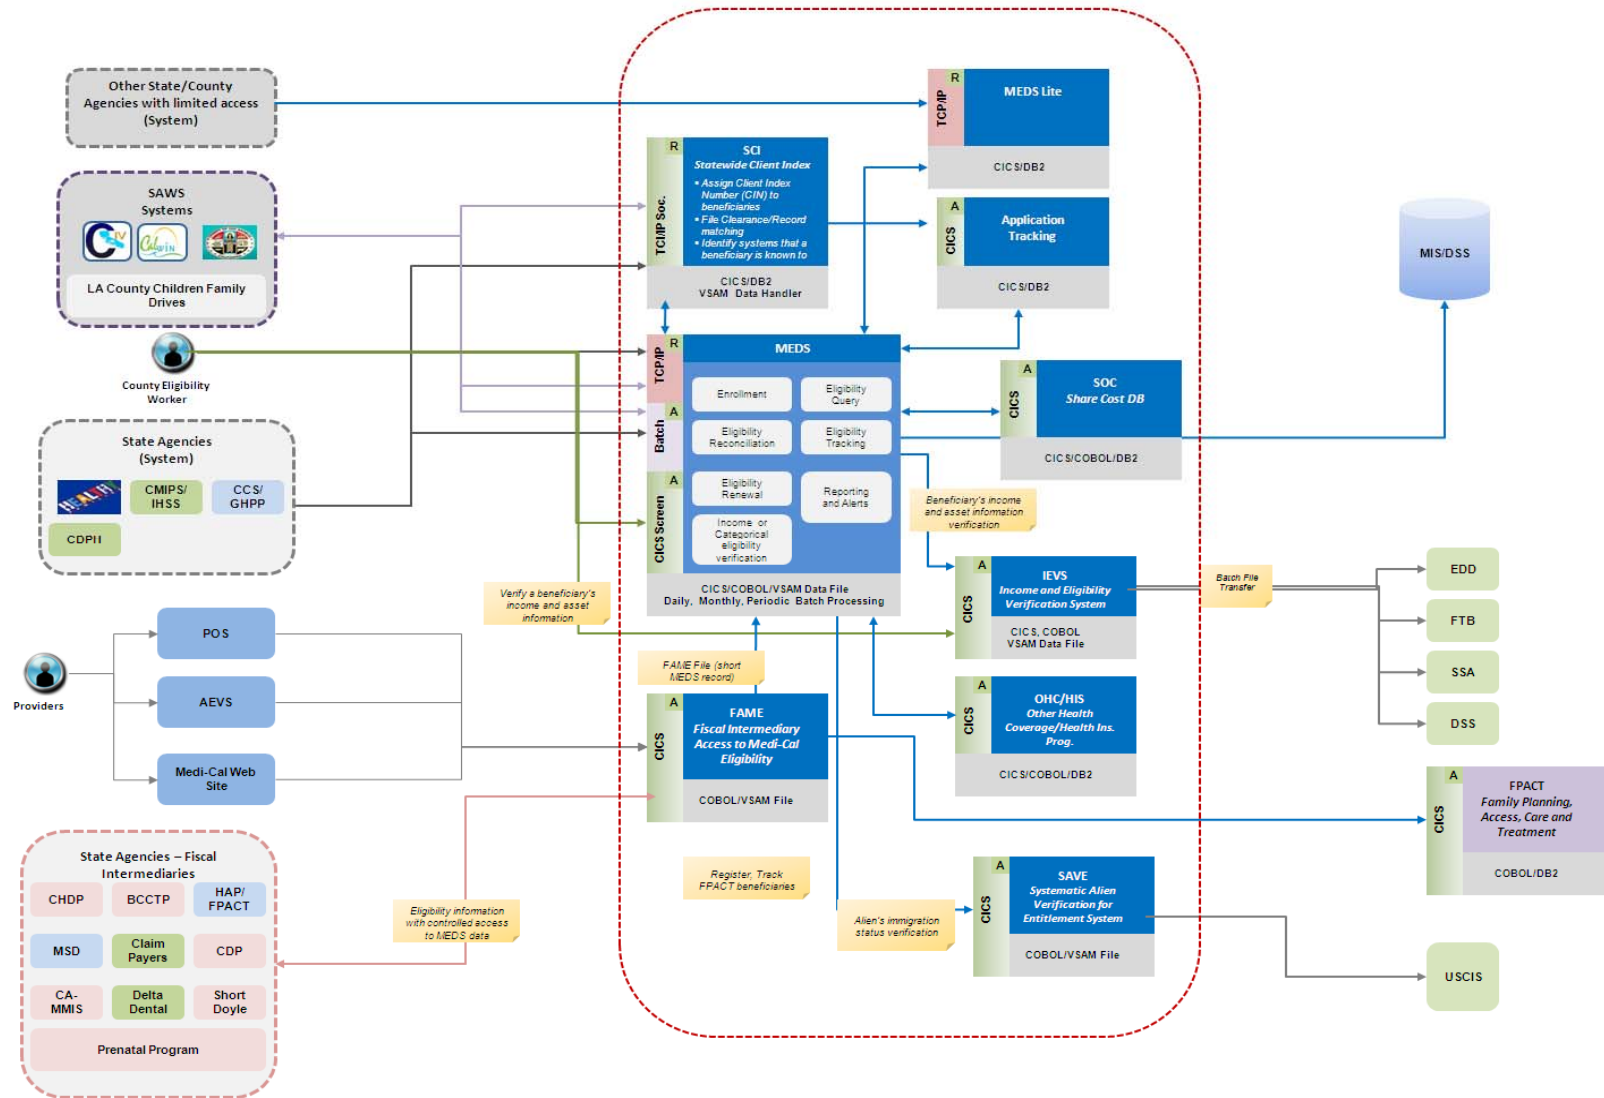 Other State/County
Agencies with limited access
(System)
SAWS
Systems
C IV
CalWIN
LA County Children Family
Drives
County Eligibility
Worker
State Agencies
(System)
HEALTHY
CMIPS/
IHSS
CCS/
GHPP
CDPII
Providers
POS
AEVS
Medi-Cal Web
Site
State Agencies – Fiscal
Intermediaries
CHDP
BCCTP
HAP/
FPACT
MSD
Claim
Payers
CDP
CA-
MMIS
Delta
Dental
Short
Doyle
Prenatal Program
Verify a beneficiary's
income and asset
information
Eligibility information
with controlled access
to MEDS data
R
TCI/IP Soc.
SCI
Statewide Client Index
▪ Assign Client Index
Number (CIN) to
beneficiaries
▪ File Clearance/Record
matching
▪ Identify systems that a
beneficiary is known to
CICS/DB2
VSAM Data Handler
R
TCP/IP
A
Batch
A
CICS Screen
MEDS
Enrollment
Eligibility
Query
Eligibility
Reconciliation
Eligibility
Tracking
Eligibility
Renewal
Reporting
and Alerts
Income or
Categorical
eligibility
verification
CICS/COBOL/VSAM Data File
Daily, Monthly, Periodic Batch Processing
FAME File (short
MEDS record)
A
CICS
FAME
Fiscal Intermediary
Access to Medi-Cal
Eligibility
COBOL/VSAM File
Register, Track
FPACT beneficiaries
R
TCP/IP
MEDS Lite
CICS/DB2
A
CICS
Application
Tracking
CICS/DB2
A
CICS
SOC
Share Cost DB
CICS/COBOL/DB2
Beneficiary's income
and asset information
verification
A
CICS
IEVS
Income and Eligibility
Verification System
CICS, COBOL
VSAM Data File
A
CICS
OHC/HIS
Other Health
Coverage/Health Ins.
Prog.
CICS/COBOL/DB2
Alien's immigration
status verification
A
CICS
SAVE
Systematic Alien
Verification for
Entitlement System
COBOL/VSAM File
MIS/DSS
Batch File
Transfer
EDD
FTB
SSA
DSS
A
CICS
FPACT
Family Planning,
Access, Care and
Treatment
COBOL/DB2
USCIS